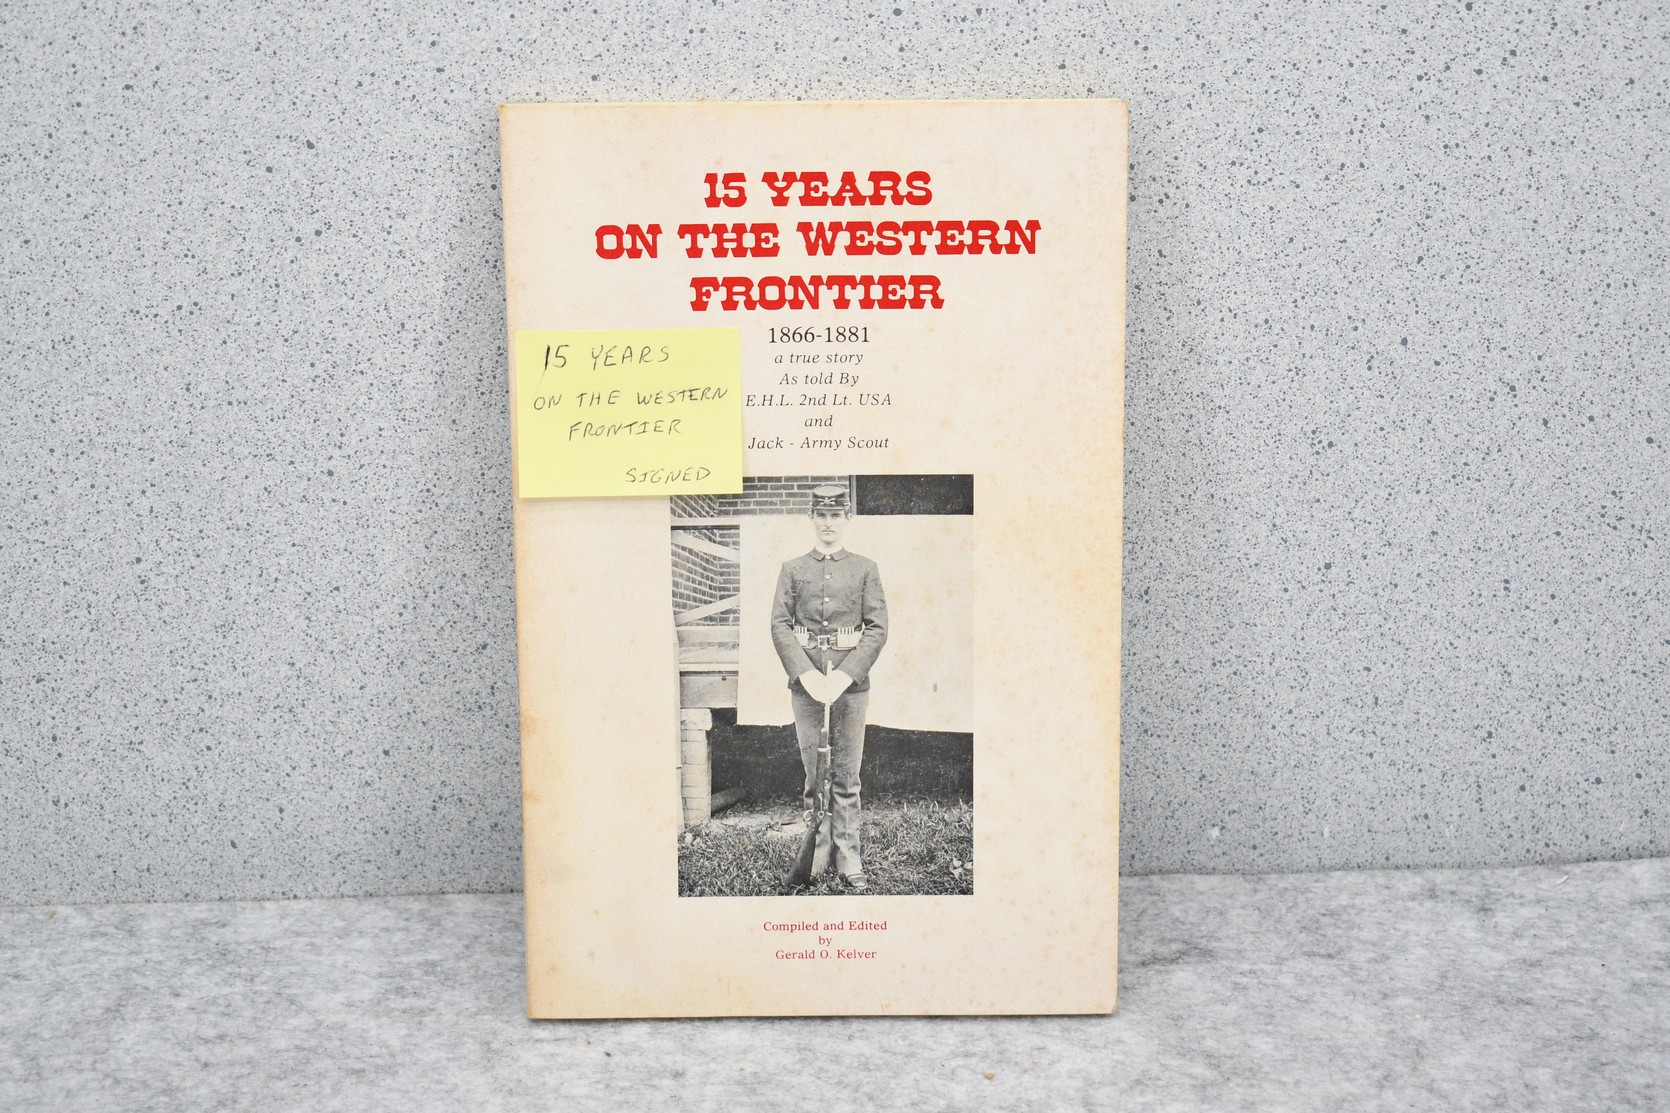 15 YEARS
ON THE WESTERN
FRONTIER
1866-1881
a true story
As told By
E.H.L. 2nd Lt. USA
and
Jack - Army Scout
15 YEARS
ON THE WESTERN
FRONTIER
SIGNED
Compiled and Edited
by
Gerald O. Kelver